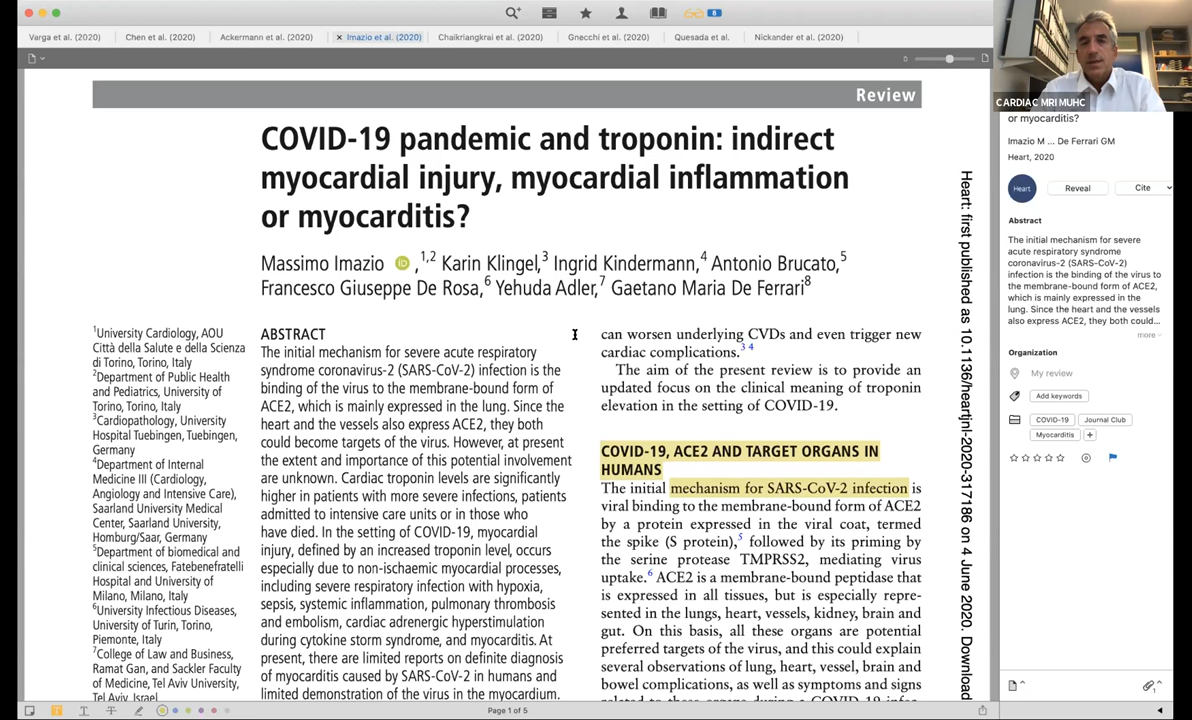 8
Varga et al. (2020)
Chen et al. (2020)
Ackermann et al. (2020)
× Imazio et al. (2020)
Chaikriangkrai et al. (2020)
Gnecchi et al. (2020)
Quesada et al.
Nickander et al. (2020)
CARDIAC MRI MUHC
Review
COVID-19 pandemic and troponin: indirect
myocardial injury, myocardial inflammation
or myocarditis?
Massimo Imazio iD ,1,2 Karin Klingel,3 Ingrid Kindermann,4 Antonio Brucato,5
Francesco Giuseppe De Rosa,6 Yehuda Adler,7 Gaetano Maria De Ferrari8
1University Cardiology, AOU
Città della Salute e della Scienza
di Torino, Torino, Italy
2Department of Public Health
and Pediatrics, University of
Torino, Torino, Italy
3Cardiopathology, University
Hospital Tuebingen, Tuebingen,
Germany
4Department of Internal
Medicine III (Cardiology,
Angiology and Intensive Care),
Saarland University Medical
Center, Saarland University,
Homburg/Saar, Germany
5Department of biomedical and
clinical sciences, Fatebenefratelli
Hospital and University of
Milano, Milano, Italy
6University Infectious Diseases,
University of Turin, Torino,
Piemonte, Italy
7College of Law and Business,
Ramat Gan, and Sackler Faculty
of Medicine, Tel Aviv University,
Tel Aviv, Israel
ABSTRACT
The initial mechanism for severe acute respiratory
syndrome coronavirus-2 (SARS-CoV-2) infection is the
binding of the virus to the membrane-bound form of
ACE2, which is mainly expressed in the lung. Since the
heart and the vessels also express ACE2, they both
could become targets of the virus. However, at present
the extent and importance of this potential involvement
are unknown. Cardiac troponin levels are significantly
higher in patients with more severe infections, patients
admitted to intensive care units or in those who
have died. In the setting of COVID-19, myocardial
injury, defined by an increased troponin level, occurs
especially due to non-ischaemic myocardial processes,
including severe respiratory infection with hypoxia,
sepsis, systemic inflammation, pulmonary thrombosis
and embolism, cardiac adrenergic hyperstimulation
during cytokine storm syndrome, and myocarditis. At
present, there are limited reports on definite diagnosis
of myocarditis caused by SARS-CoV-2 in humans and
limited demonstration of the virus in the myocardium.
can worsen underlying CVDs and even trigger new
cardiac complications.3 4
The aim of the present review is to provide an
updated focus on the clinical meaning of troponin
elevation in the setting of COVID-19.
COVID-19, ACE2 AND TARGET ORGANS IN
HUMANS
The initial mechanism for SARS-CoV-2 infection is
viral binding to the membrane-bound form of ACE2
by a protein expressed in the viral coat, termed
the spike (S protein),5 followed by its priming by
the serine protease TMPRSS2, mediating virus
uptake.6 ACE2 is a membrane-bound peptidase that
is expressed in all tissues, but is especially repre-
sented in the lungs, heart, vessels, kidney, brain and
gut. On this basis, all these organs are potential
preferred targets of the virus, and this could explain
several observations of lung, heart, vessel, brain and
bowel complications, as well as symptoms and signs
Heart: first published as 10.1136/heartjnl-2020-317186 on 4 June 2020. Download
or myocarditis?
Imazio M ... De Ferrari GM
Heart, 2020
Heart
Reveal
Cite
Abstract
The initial mechanism for severe
acute respiratory syndrome
coronavirus-2 (SARS-CoV-2)
infection is the binding of the virus to
the membrane-bound form of ACE2,
which is mainly expressed in the
lung. Since the heart and the vessels
also express ACE2, they both could...
more
Organization
My review
Add keywords
COVID-19
Journal Club
Myocarditis
+
Page 1 of 5